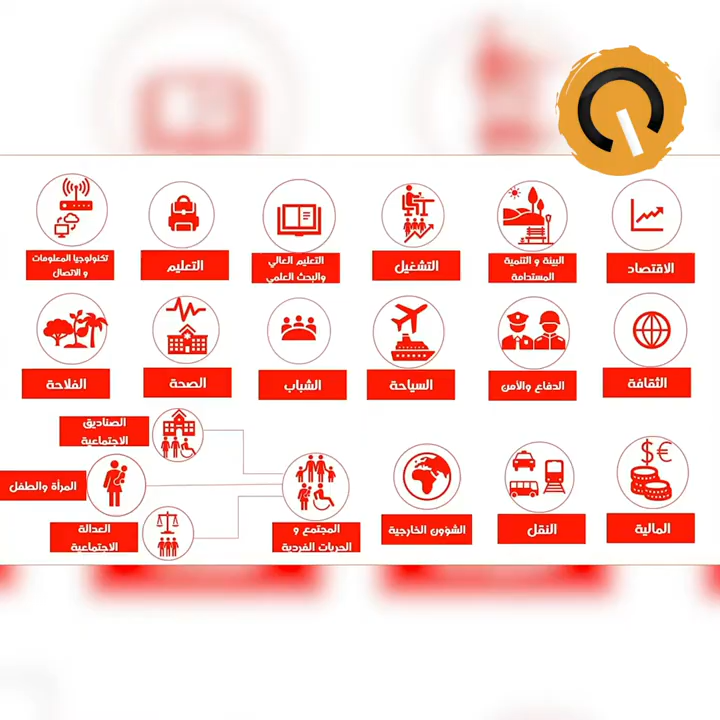 الاقتصاد
البيئة و التنمية
المستدامة
التشغيل
التعليم العالي
والبحث العلمي
التعليم
تكنولوجيا المعلومات
و الاتصال
الثقافة
الدفاع والأمن
السياحة
الشباب
الصحة
الفلاحة
المالية
النقل
الشؤون الخارجية
المجتمع و
الحريات الفردية
الصناديق
الاجتماعية
المرأة والطفل
العدالة
الاجتماعية